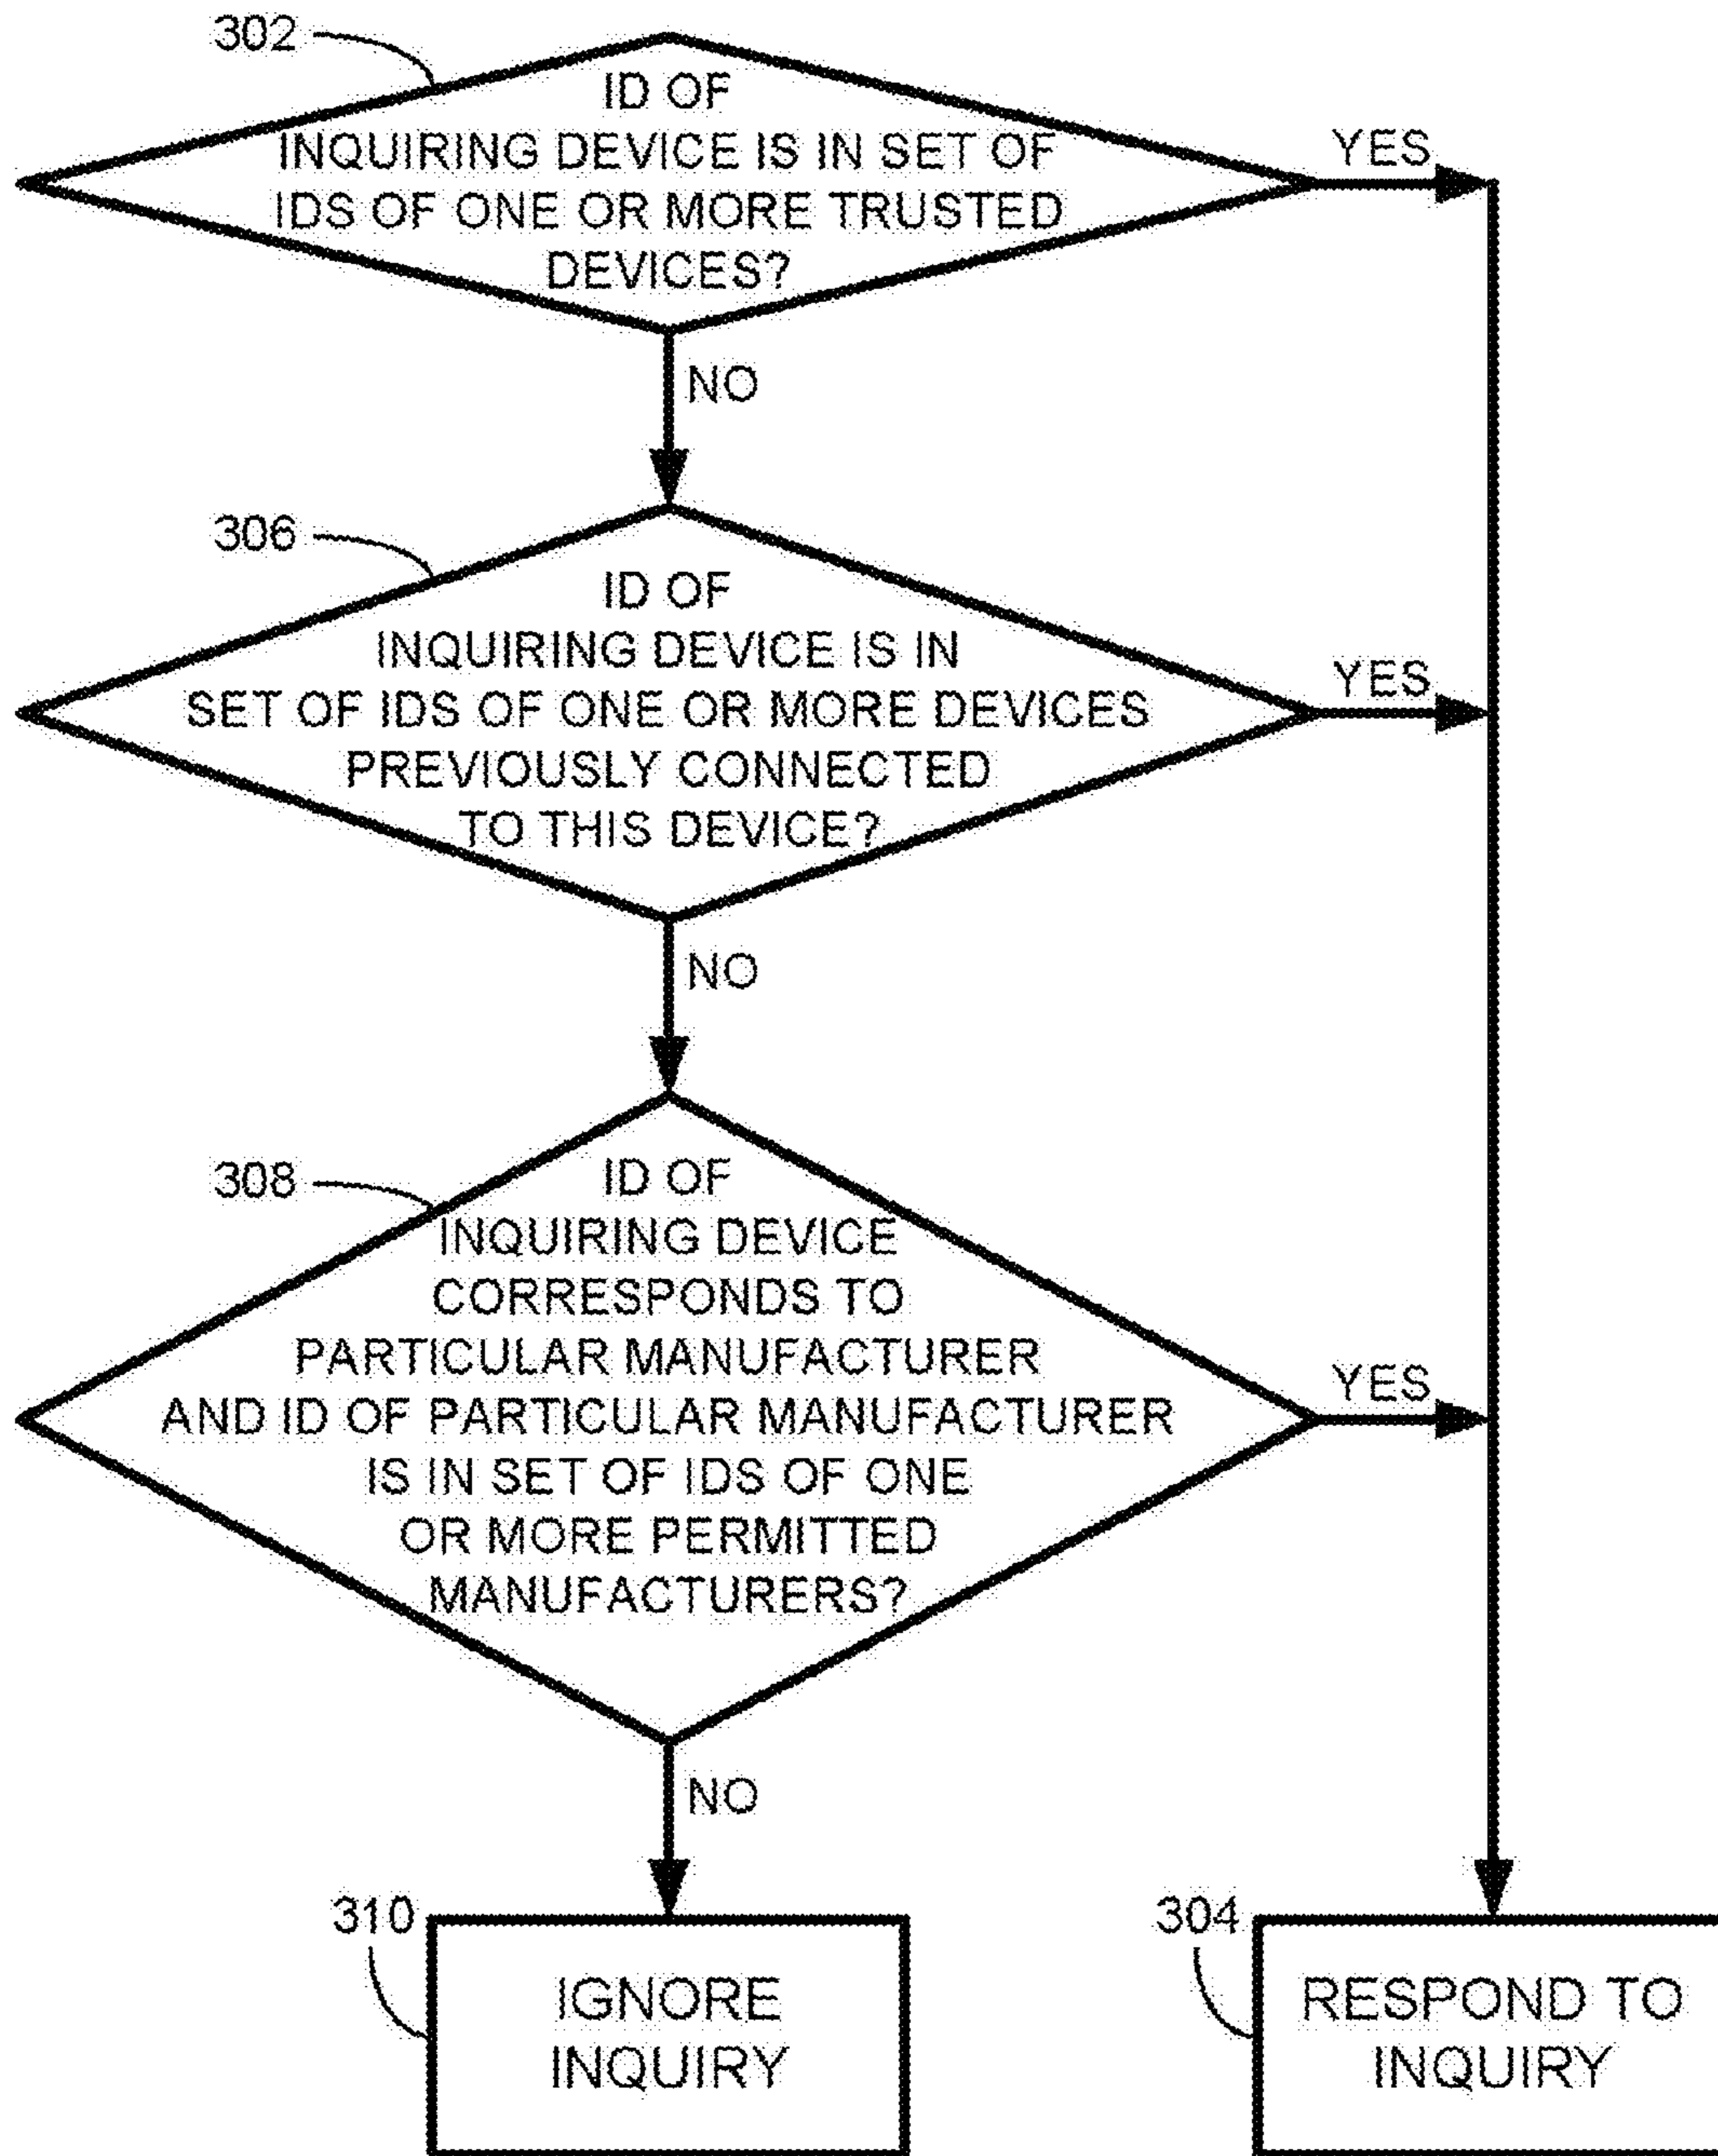 302
ID OF
INQUIRING DEVICE IS IN SET OF
IDS OF ONE OR MORE TRUSTED
DEVICES?
YES
NO
306
ID OF
INQUIRING DEVICE IS IN
SET OF IDS OF ONE OR MORE DEVICES
PREVIOUSLY CONNECTED
TO THIS DEVICE?
YES
NO
308
ID OF
INQUIRING DEVICE
CORRESPONDS TO
PARTICULAR MANUFACTURER
AND ID OF PARTICULAR MANUFACTURER
IS IN SET OF IDS OF ONE
OR MORE PERMITTED
MANUFACTURERS?
YES
NO
310
IGNORE
INQUIRY
304
RESPOND TO
INQUIRY